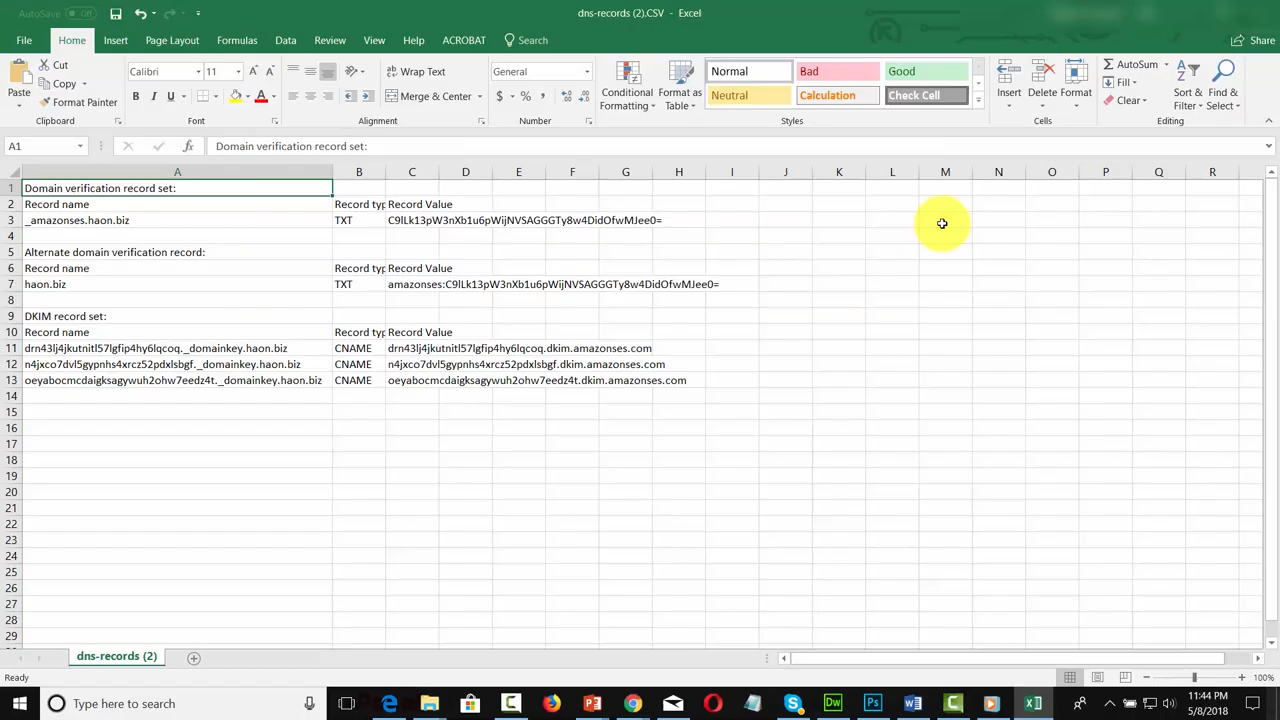 AutoSave Off
dns-records (2).CSV - Excel
File Home Insert Page Layout Formulas Data Review View Help ACROBAT Search Share
Paste
Cut
Copy
Format Painter
Clipboard
Calibri 11
B I U
Font
Wrap Text
Merge & Center
Alignment
General
$ % ,
Number
Conditional Formatting
Format as Table
Normal Bad Good
Neutral Calculation Check Cell
Styles
Insert Delete Format
Cells
AutoSum
Fill
Clear
Sort & Filter
Find & Select
Editing
A1 fx Domain verification record set:
A B C D E F G H I J K L M N O P Q R
1 Domain verification record set:
2 Record name Record typ Record Value
3 _amazonses.haon.biz TXT C9lLk13pW3nXb1u6pWijNVSAGGGTy8w4DidOfwMJee0=
4
5 Alternate domain verification record:
6 Record name Record typ Record Value
7 haon.biz TXT amazonses:C9lLk13pW3nXb1u6pWijNVSAGGGTy8w4DidOfwMJee0=
8
9 DKIM record set:
10 Record name Record typ Record Value
11 drn43lj4jkutnitl57lgfip4hy6lqcoq._domainkey.haon.biz CNAME drn43lj4jkutnitl57lgfip4hy6lqcoq.dkim.amazonses.com
12 n4jxco7dvl5gypnhs4xrcz52pdxlsbgf._domainkey.haon.biz CNAME n4jxco7dvl5gypnhs4xrcz52pdxlsbgf.dkim.amazonses.com
13 oeyabocmcdaigksagywuh2ohw7eedz4t._domainkey.haon.biz CNAME oeyabocmcdaigksagywuh2ohw7eedz4t.dkim.amazonses.com
14
15
16
17
18
19
20
21
22
23
24
25
26
27
28
29
dns-records (2)
Ready
100%
Type here to search
11:44 PM
5/8/2018